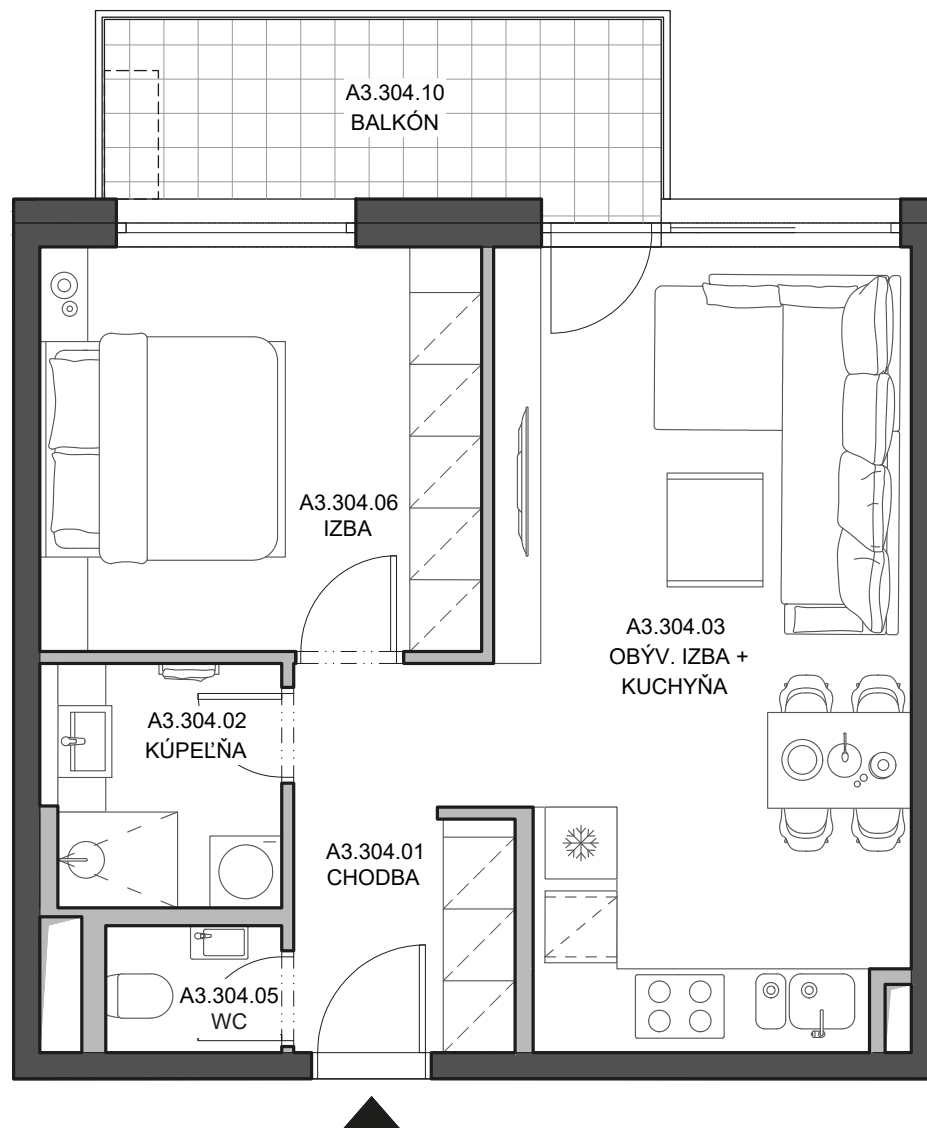 A3.304.10
BALKÓN
A3.304.06
IZBA
A3.304.03
OBÝV. IZBA +
KUCHYŇA
A3.304.02
KÚPEĽŇA
A3.304.01
CHODBA
A3.304.05
WC